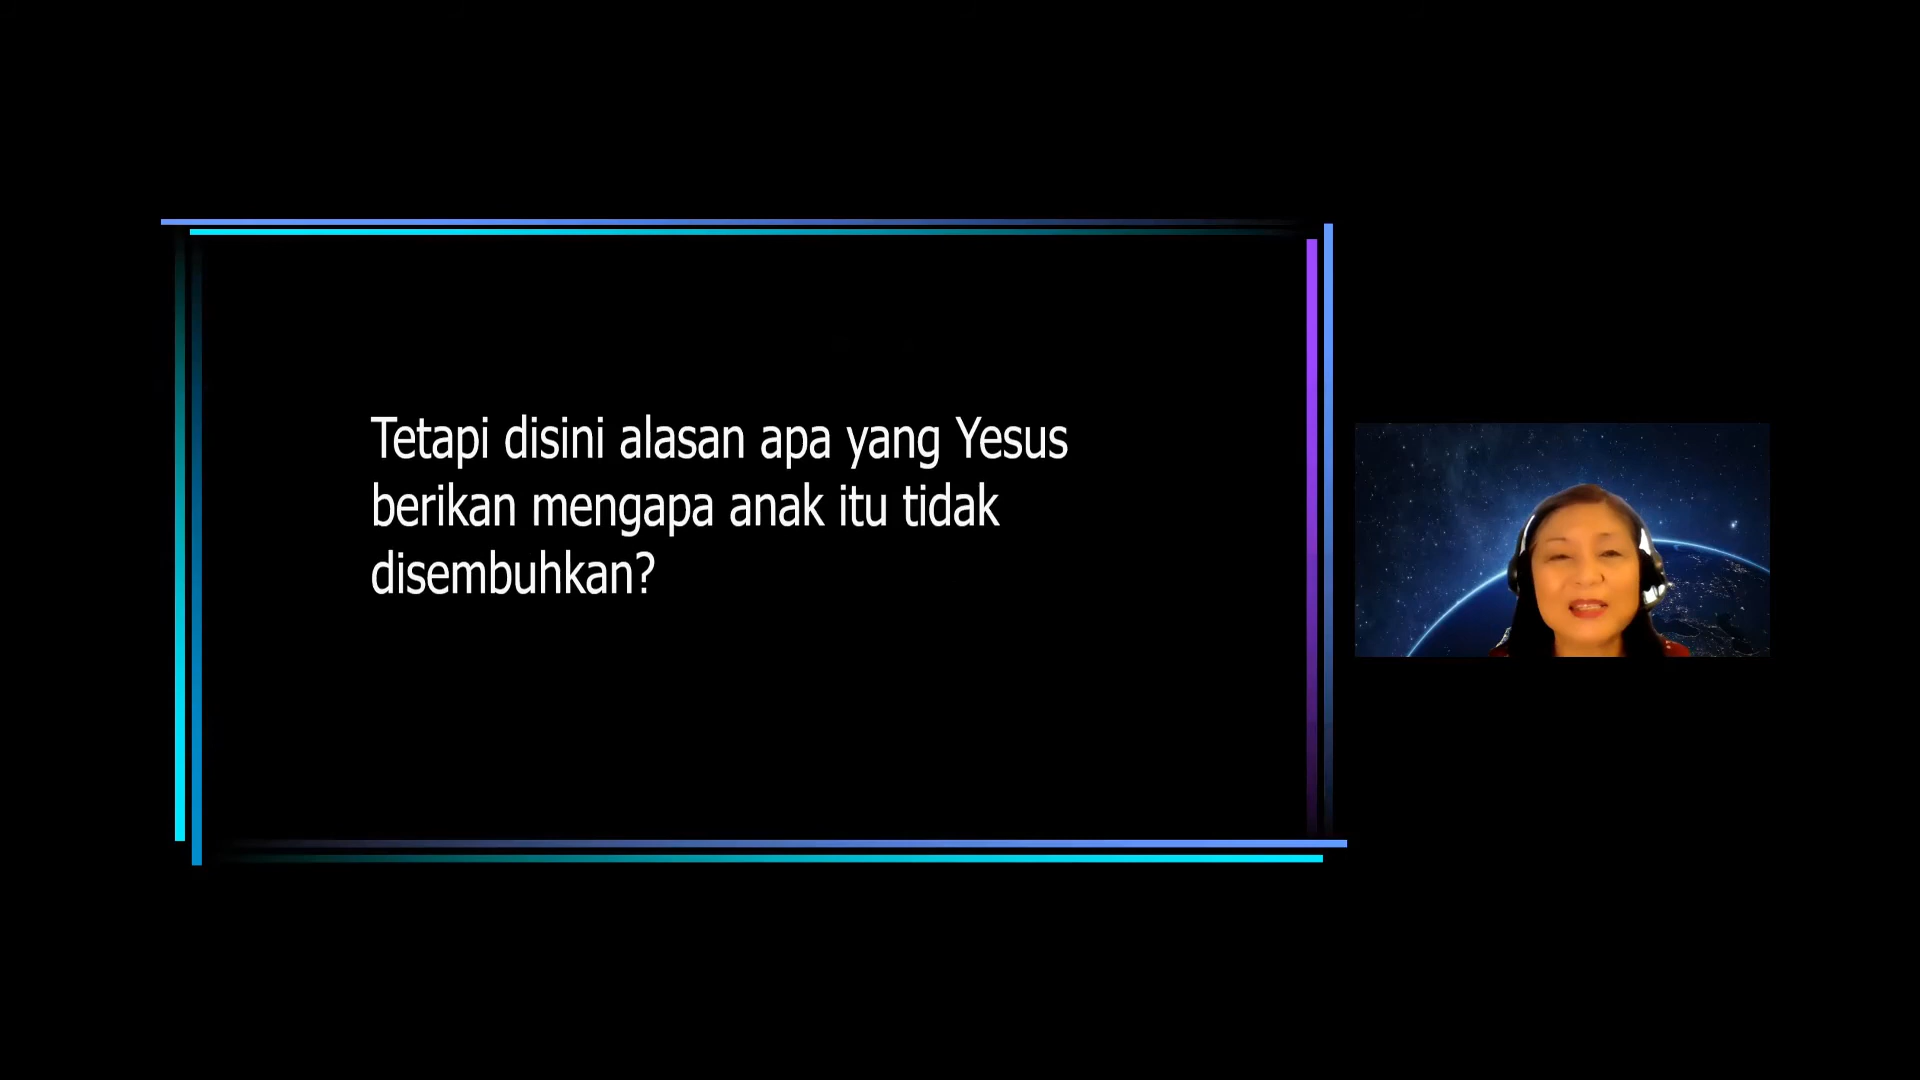 Tetapi disini alasan apa yang Yesus
berikan mengapa anak itu tidak
disembuhkan?